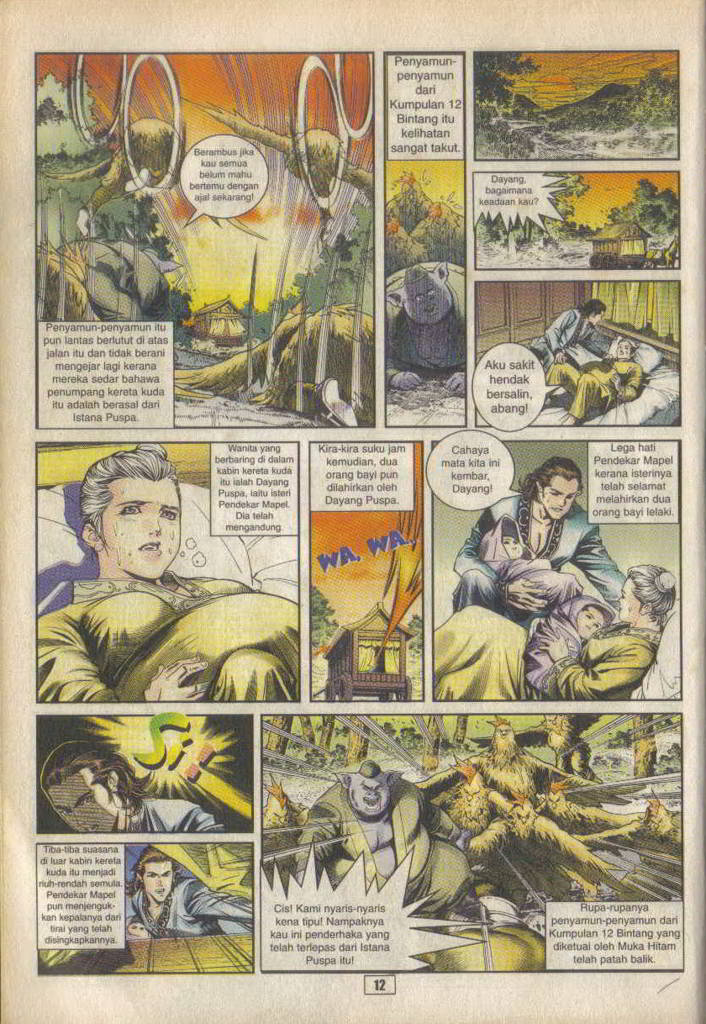 Berambus jika
kau semua
belum mahu
bertemu dengan
ajal sekarang!
Penyamun-penyamun itu
pun lantas berlutut di atas
jalan itu dan tidak berani
mengejar lagi kerana
mereka sedar bahawa
penumpang kereta kuda
itu adalah berasal dari
Istana Puspa.
Penyamun-
penyamun
dari
Kumpulan 12
Bintang itu
kelihatan
sangat takut.
Dayang,
bagaimana
keadaan kau?
Aku sakit
hendak
bersalin,
abang!
Wanita yang
berbaring di dalam
kabin kereta kuda
itu ialah Dayang
Puspa, iaitu isteri
Pendekar Mapel.
Dia telah
mengandung.
Kira-kira suku jam
kemudian, dua
orang bayi pun
dilahirkan oleh
Dayang Puspa.
WA, WA.
Cahaya
mata kita ini
kembar,
Dayang!
Lega hati
Pendekar Mapel
kerana isterinya
telah selamat
melahirkan dua
orang bayi lelaki.
Si!!
Tiba-tiba suasana
di luar kabin kereta
kuda itu menjadi
riuh-rendah semula.
Pendekar Mapel
pun menjenguk-
kan kepalanya dari
tirai yang telah
disingkapkannya.
Cis! Kami nyaris-nyaris
kena tipu! Nampaknya
kau ini penderhaka yang
telah terlepas dari Istana
Puspa itu!
Rupa-rupanya
penyamun-penyamun dari
Kumpulan 12 Bintang yang
diketuai oleh Muka Hitam
telah patah balik.
12